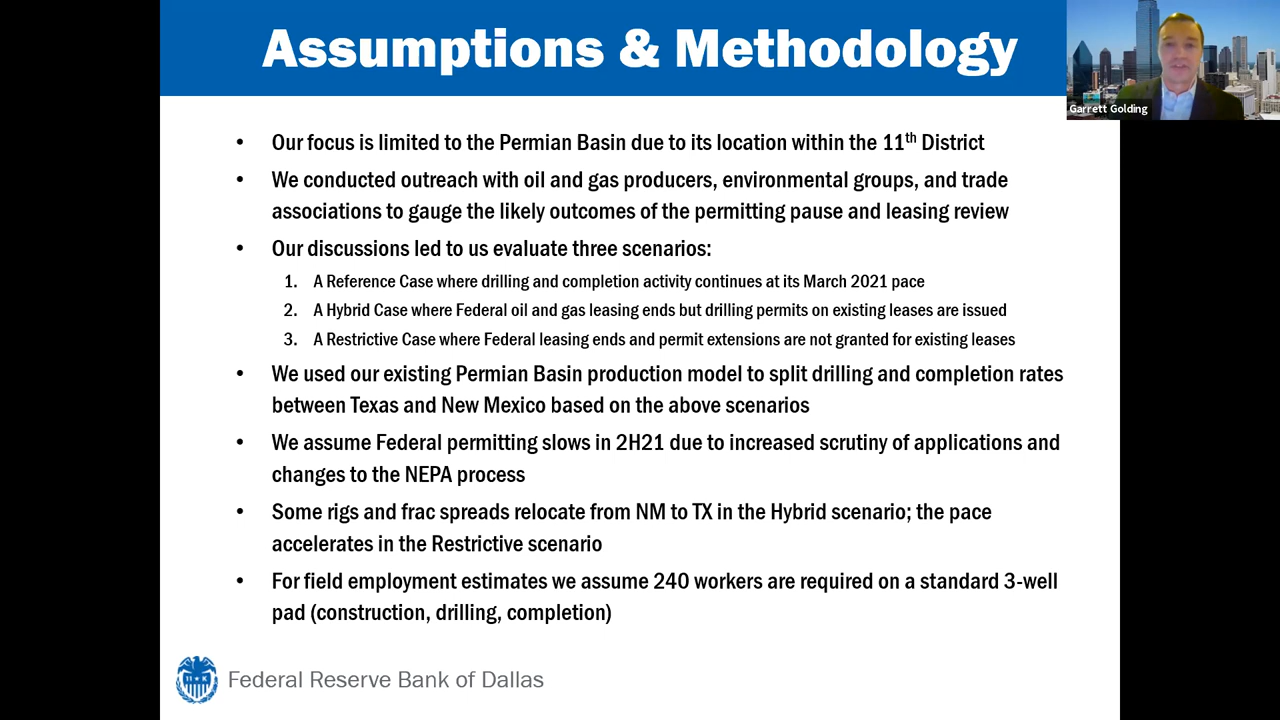 Assumptions & Methodology
Garrett Golding
• Our focus is limited to the Permian Basin due to its location within the 11th District
• We conducted outreach with oil and gas producers, environmental groups, and trade
associations to gauge the likely outcomes of the permitting pause and leasing review
• Our discussions led to us evaluate three scenarios:
1. A Reference Case where drilling and completion activity continues at its March 2021 pace
2. A Hybrid Case where Federal oil and gas leasing ends but drilling permits on existing leases are issued
3. A Restrictive Case where Federal leasing ends and permit extensions are not granted for existing leases
• We used our existing Permian Basin production model to split drilling and completion rates
between Texas and New Mexico based on the above scenarios
• We assume Federal permitting slows in 2H21 due to increased scrutiny of applications and
changes to the NEPA process
• Some rigs and frac spreads relocate from NM to TX in the Hybrid scenario; the pace
accelerates in the Restrictive scenario
• For field employment estimates we assume 240 workers are required on a standard 3-well
pad (construction, drilling, completion)
Federal Reserve Bank of Dallas